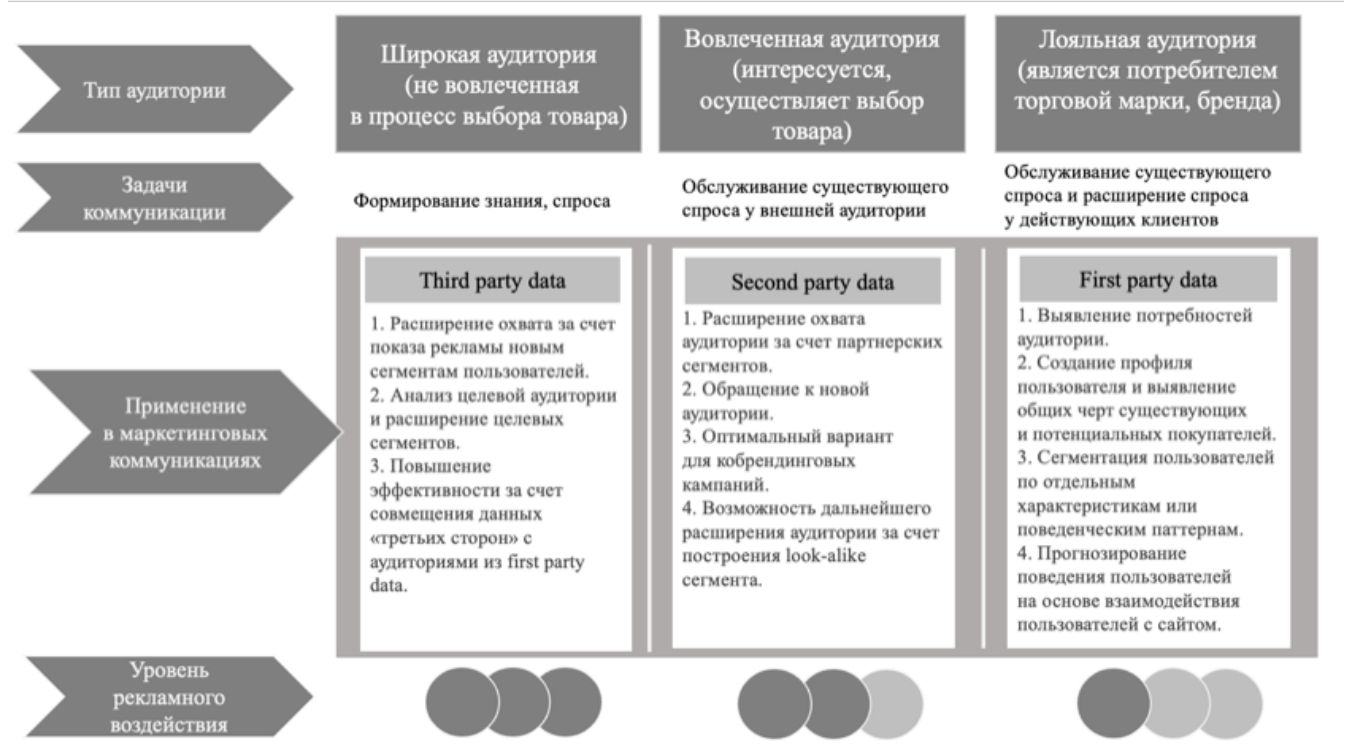 Тип аудитории
Широкая аудитория
(не вовлеченная
в процесс выбора товара)
Вовлеченная аудитория
(интересуется,
осуществляет выбор
товара)
Лояльная аудитория
(является потребителем
торговой марки, бренда)
Задачи
коммуникации
Формирование знания, спроса
Обслуживание существующего
спроса у внешней аудитории
Обслуживание существующего
спроса и расширение спроса
у действующих клиентов
Применение
в маркетинговых
коммуникациях
Third party data
1. Расширение охвата за счет
показа рекламы новым
сегментам пользователей.
2. Анализ целевой аудитории
и расширение целевых
сегментов.
3. Повышение
эффективности за счет
совмещения данных
«третьих сторон» с
аудиториями из first party
data.
Second party data
1. Расширение охвата
аудитории за счет партнерских
сегментов.
2. Обращение к новой
аудитории.
3. Оптимальный вариант
для кобрендинговых
кампаний.
4. Возможность дальнейшего
расширения аудитории за счет
построения look-alike
сегмента.
First party data
1. Выявление потребностей
аудитории.
2. Создание профиля
пользователя и выявление
общих черт существующих
и потенциальных покупателей.
3. Сегментация пользователей
по отдельным
характеристикам или
поведенческим паттернам.
4. Прогнозирование
поведения пользователей
на основе взаимодействия
пользователей с сайтом.
Уровень
рекламного
воздействия